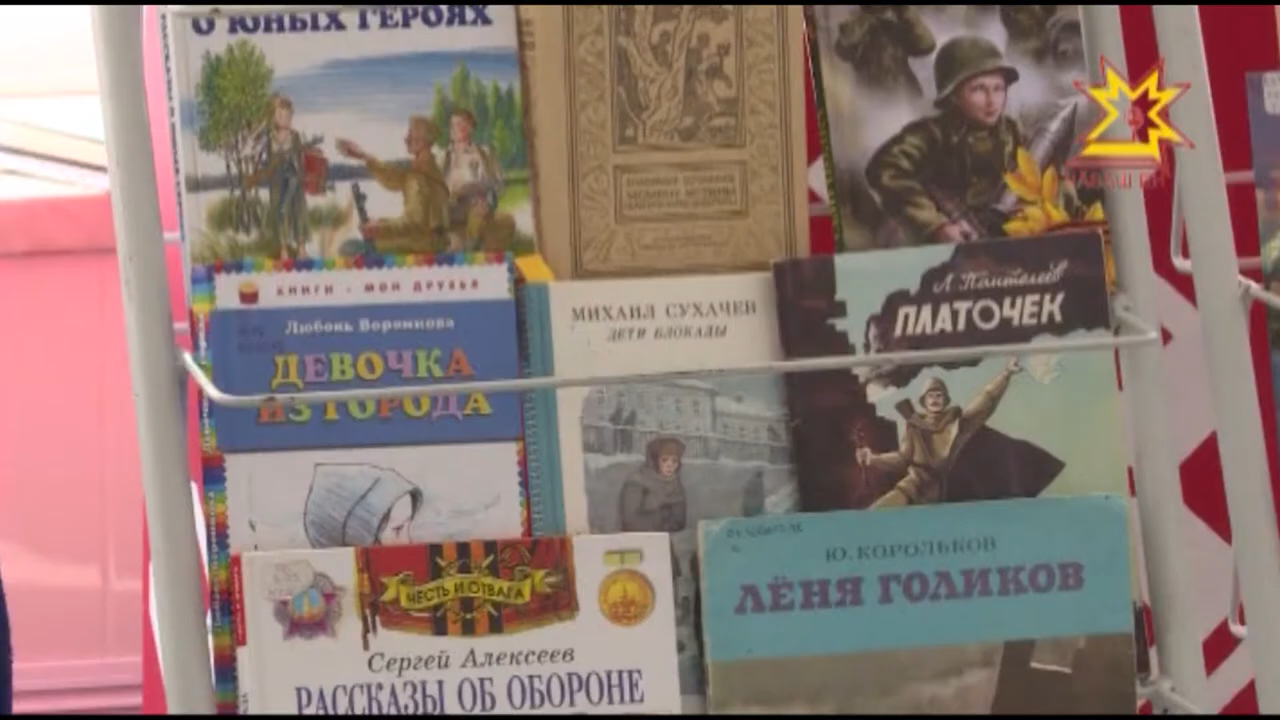 О ЮНЫХ ГЕРОЯХ
КНИГИ - МОИ ДРУЗЬЯ
Любовь Воронкова
ДЕВОЧКА
ИЗ ГОРОДА
МИХАИЛ СУХАЧЕВ
ДЕТИ БЛОКАДЫ
Л. Пантелеев
ПЛАТОЧЕК
ЧЕСТЬ И ОТВАГА
Сергей Алексеев
РАССКАЗЫ ОБ ОБОРОНЕ
Ю. КОРОЛЬКОВ
ЛЁНЯ ГОЛИКОВ